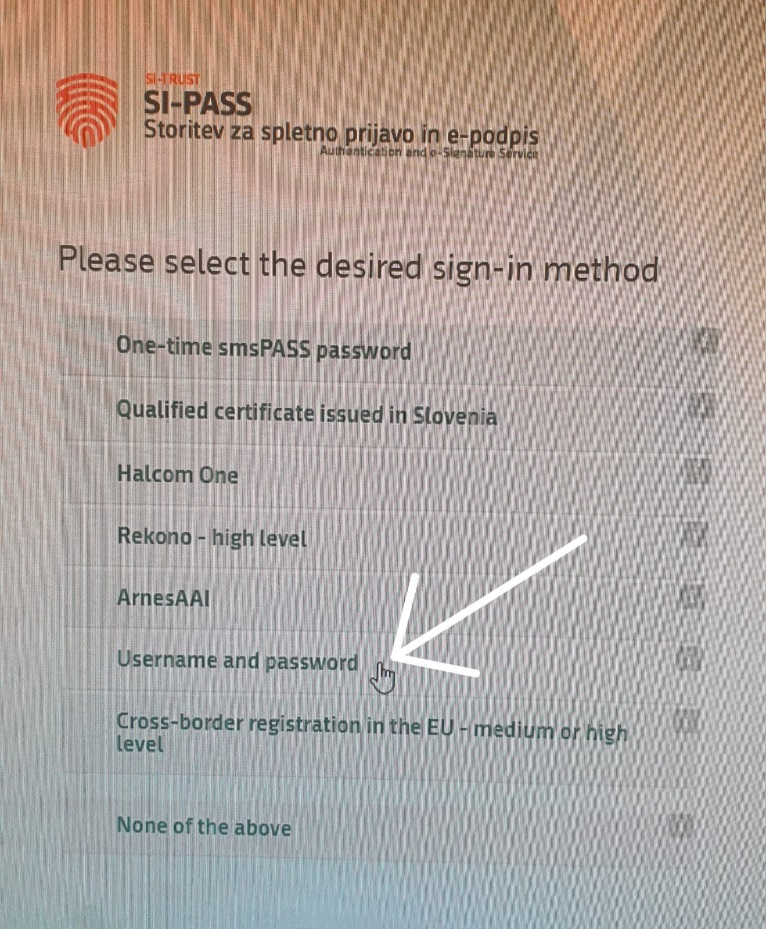 SI-TRUST
SI-PASS
Storitev za spletno prijavo in e-podpis
Authentication and e-Signature Service
Please select the desired sign-in method
One-time smsPASS password
Qualified certificate issued in Slovenia
Halcom One
Rekono - high level
ArnesAAI
Username and password
Cross-border registration in the EU - medium or high
level
None of the above